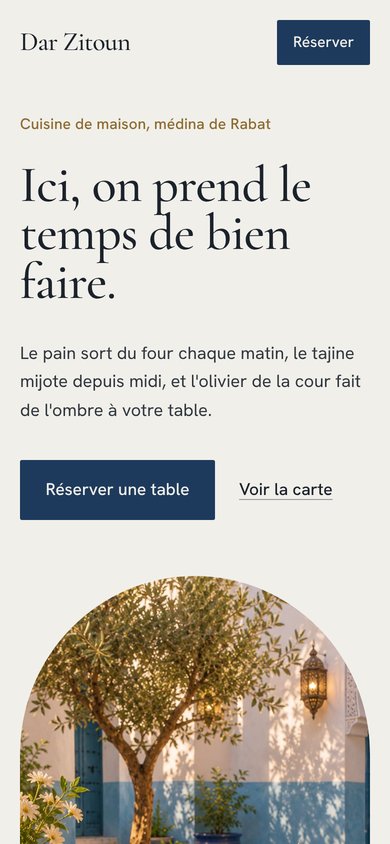 Dar Zitoun
Réserver
Cuisine de maison, médina de Rabat
Ici, on prend le
temps de bien
faire.
Le pain sort du four chaque matin, le tajine
mijote depuis midi, et l'olivier de la cour fait
de l'ombre à votre table.
Réserver une table
Voir la carte